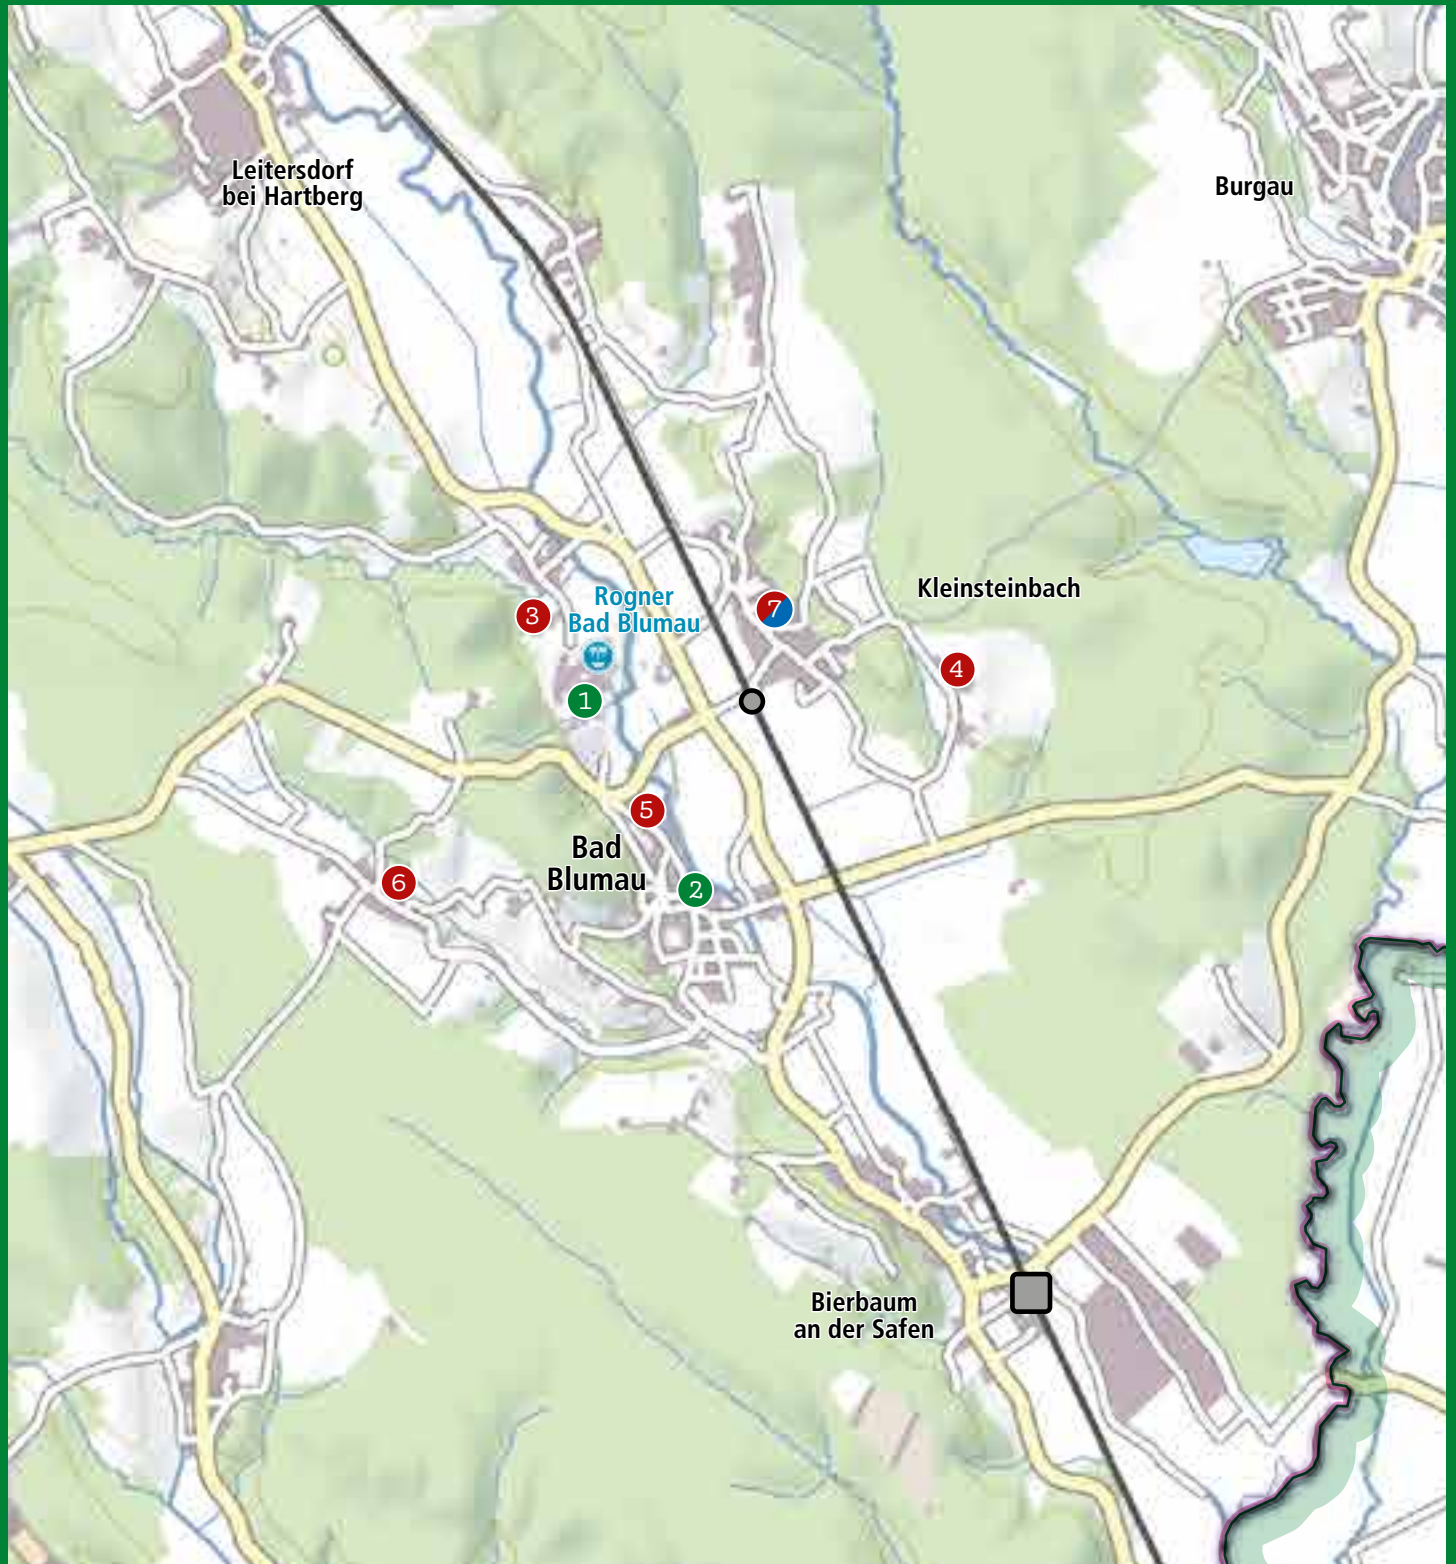 Leitersdorf
bei Hartberg
Burgau
Kleinsteinbach
Rogner
Bad Blumau
3
7
4
1
5
Bad
Blumau
6
2
Bierbaum
an der Safen